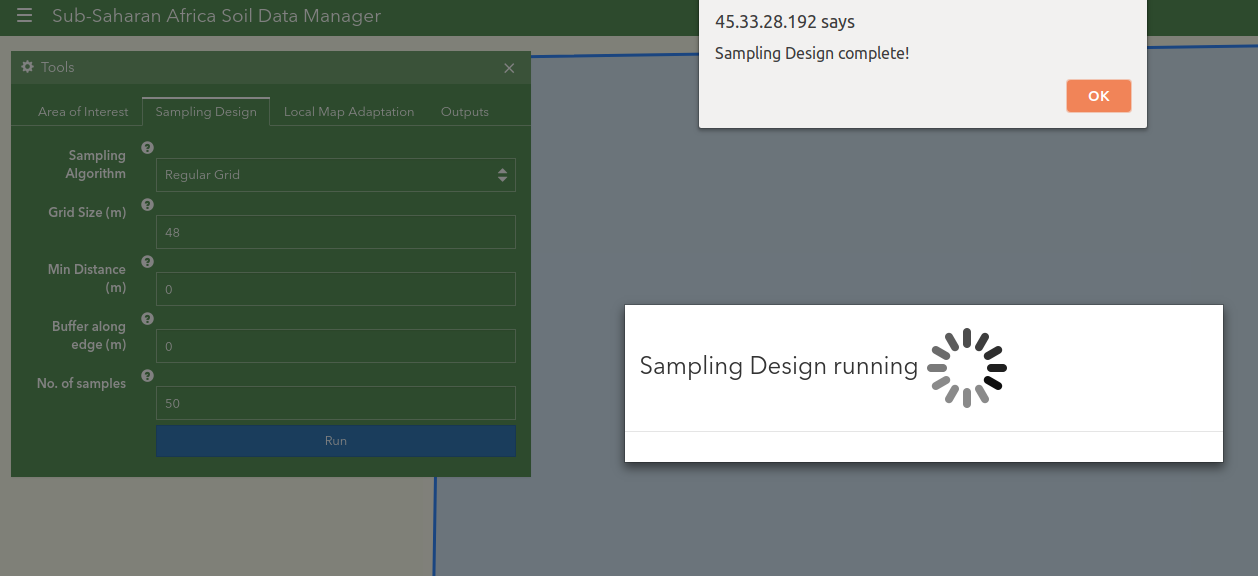 Sub-Saharan Africa Soil Data Manager
45.33.28.192 says
Sampling Design complete!
OK
Tools
Area of Interest
Sampling Design
Local Map Adaptation
Outputs
Sampling
Algorithm
Regular Grid
Grid Size (m)
48
Min Distance
(m)
0
Buffer along
edge (m)
0
No. of samples
50
Run
Sampling Design running